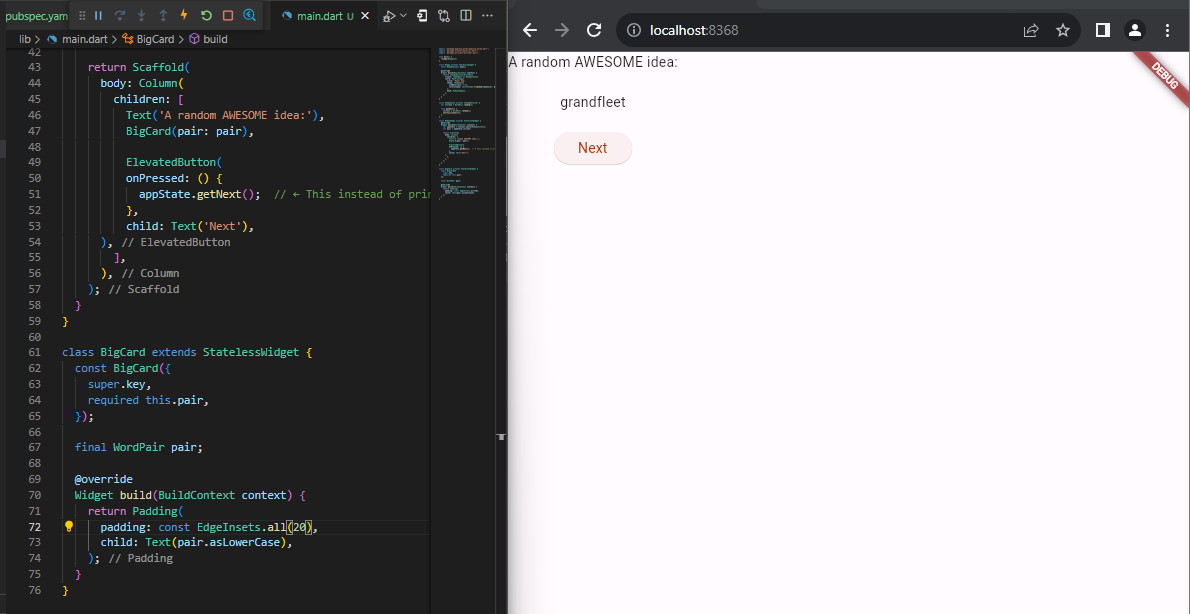 pubspec.yam
main.dart U
lib > main.dart > BigCard > build
42
43 return Scaffold(
44 body: Column(
45 children: [
46 Text('A random AWESOME idea:'),
47 BigCard(pair: pair),
48
49 ElevatedButton(
50 onPressed: () {
51 appState.getNext(); // ← This instead of prin
52 },
53 child: Text('Next'),
54 ), // ElevatedButton
55 ],
56 ), // Column
57 ); // Scaffold
58 }
59 }
60
61 class BigCard extends StatelessWidget {
62 const BigCard({
63 super.key,
64 required this.pair,
65 });
66
67 final WordPair pair;
68
69 @override
70 Widget build(BuildContext context) {
71 return Padding(
72 padding: const EdgeInsets.all(20),
73 child: Text(pair.asLowerCase),
74 ); // Padding
75 }
76 }
localhost:8368
A random AWESOME idea:
DEBUG
grandfleet
Next